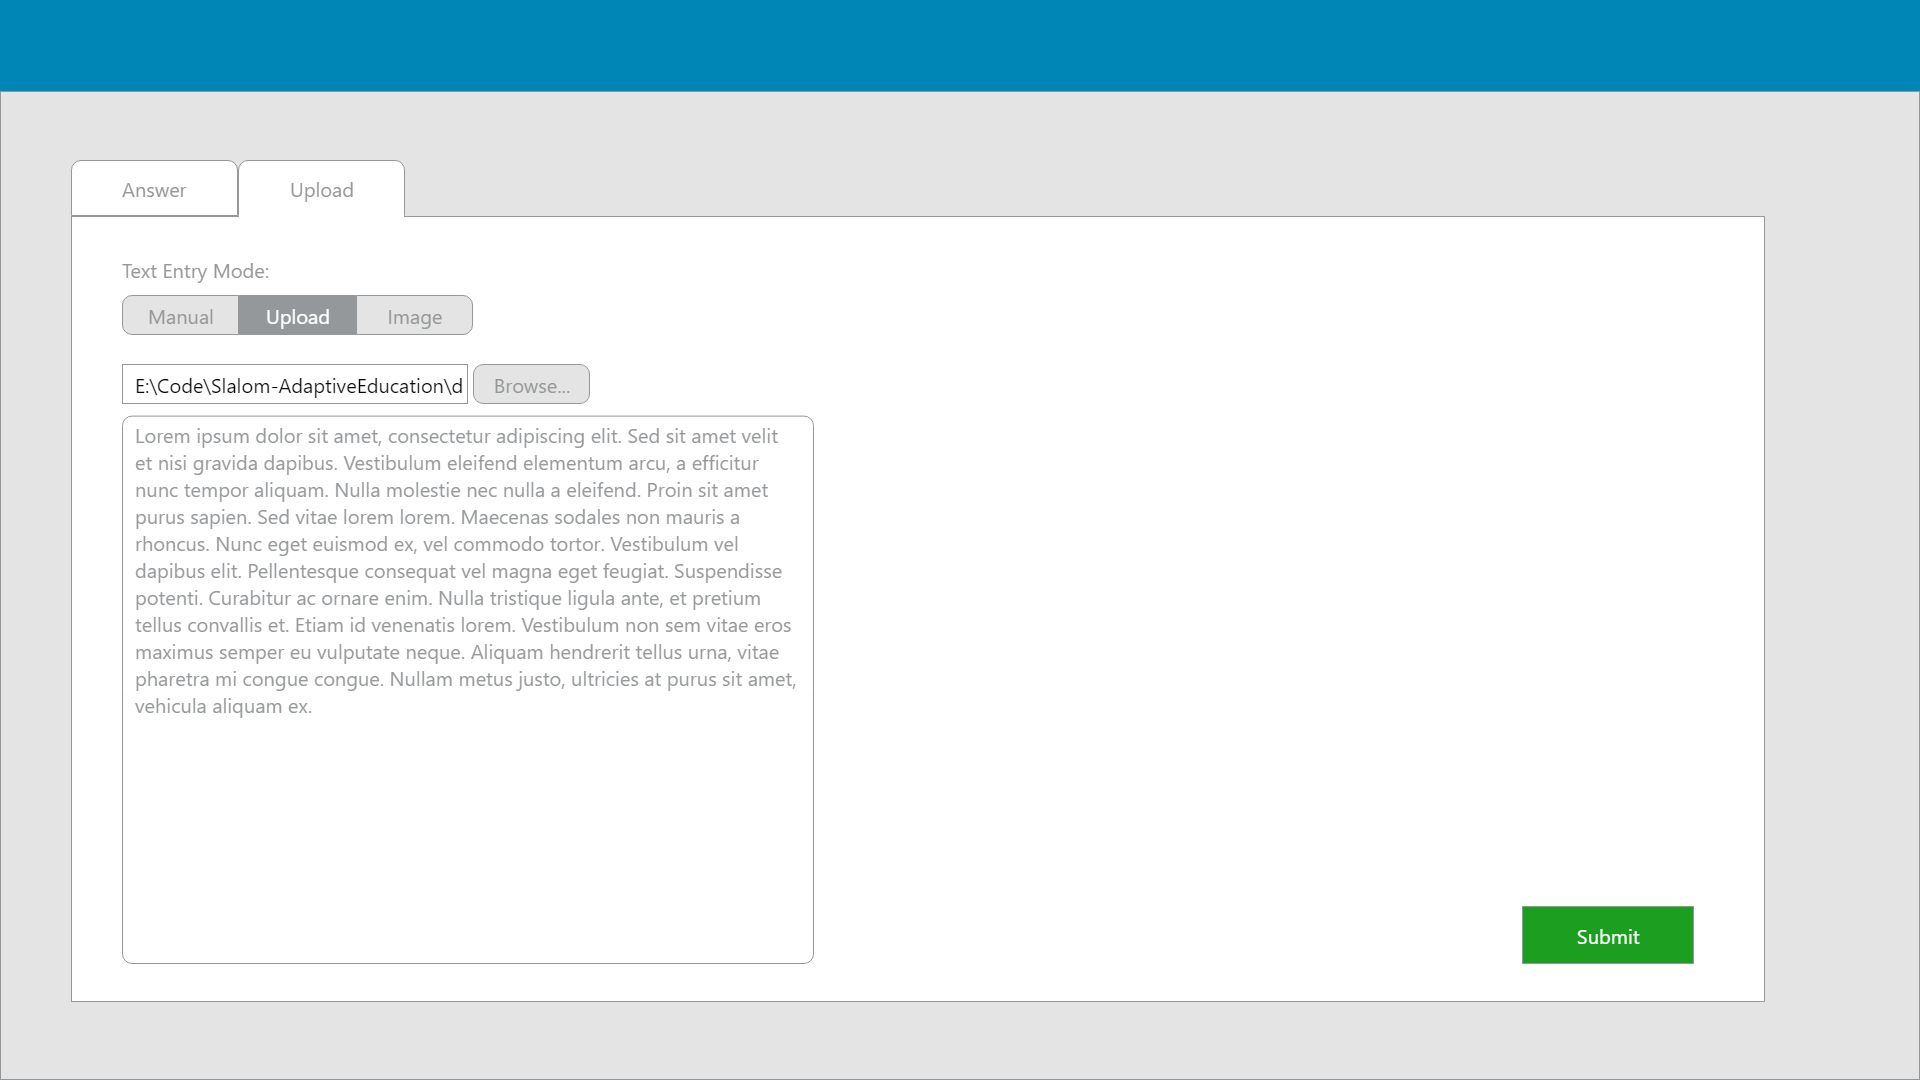 Answer
Upload
Text Entry Mode:
Manual
Upload
Image
E:\Code\Slalom-AdaptiveEducation\d
Browse...
Lorem ipsum dolor sit amet, consectetur adipiscing elit. Sed sit amet velit
et nisi gravida dapibus. Vestibulum eleifend elementum arcu, a efficitur
nunc tempor aliquam. Nulla molestie nec nulla a eleifend. Proin sit amet
purus sapien. Sed vitae lorem lorem. Maecenas sodales non mauris a
rhoncus. Nunc eget euismod ex, vel commodo tortor. Vestibulum vel
dapibus elit. Pellentesque consequat vel magna eget feugiat. Suspendisse
potenti. Curabitur ac ornare enim. Nulla tristique ligula ante, et pretium
tellus convallis et. Etiam id venenatis lorem. Vestibulum non sem vitae eros
maximus semper eu vulputate neque. Aliquam hendrerit tellus urna, vitae
pharetra mi congue congue. Nullam metus justo, ultricies at purus sit amet,
vehicula aliquam ex.
Submit